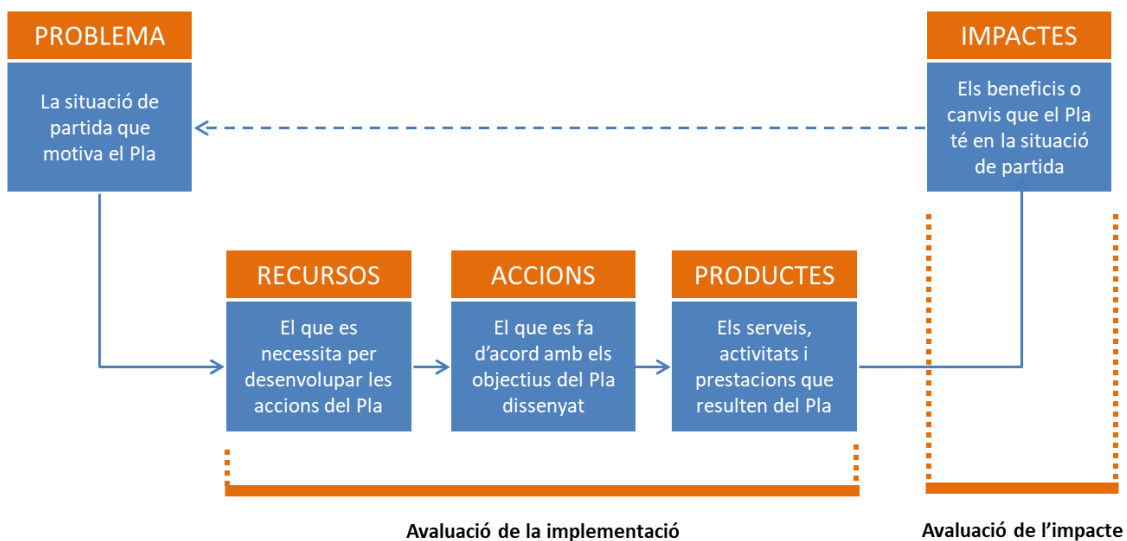 PROBLEMA
La situació de
partida que
motiva el Pla
IMPACTES
Els beneficis o
canvis que el Pla
té en la situació
de partida
RECURSOS
El que es
necessita per
desenvolupar les
accions del Pla
ACCIONS
El que es fa
d’acord amb els
objectius del Pla
dissenyat
PRODUCTES
Els serveis,
activitats i
prestacions que
resulten del Pla
Avaluació de la implementació
Avaluació de l’impacte